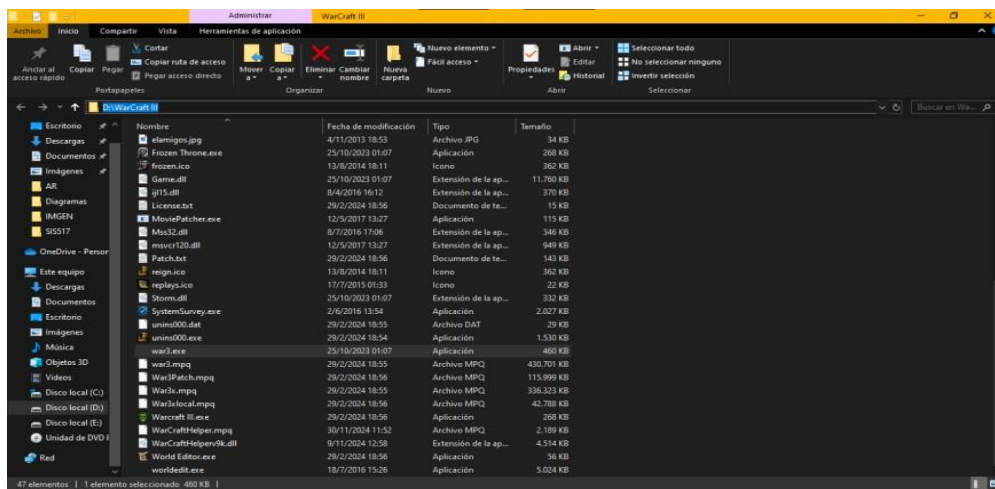 Administrar WarCraft III
Archivo Inicio Compartir Vista Herramientas de aplicación
Anclar al acceso rápido
Copiar
Pegar
Cortar
Copiar ruta de acceso
Pegar acceso directo
Portapapeles
Mover a
Copiar a
Eliminar
Cambiar nombre
Nueva carpeta
Organizar
Nuevo elemento
Fácil acceso
Nuevo
Propiedades
Abrir
Editar
Historial
Abrir
Seleccionar todo
No seleccionar ninguno
Invertir selección
Seleccionar
D:\WarCraft III
Buscar en Wa...
Escritorio
Descargas
Documentos
Imágenes
AR
Diagramas
IMGEN
SIS517
OneDrive - Person
Este equipo
Descargas
Documentos
Escritorio
Imágenes
Música
Objetos 3D
Videos
Disco local (C:)
Disco local (D:)
Disco local (E:)
Unidad de DVD F
Red
Nombre Fecha de modificación Tipo Tamaño
elamigos.jpg 4/11/2013 18:53 Archivo JPG 34 KB
Frozen Throne.exe 25/10/2023 01:07 Aplicación 268 KB
frozen.ico 13/8/2014 18:11 Icono 362 KB
Game.dll 25/10/2023 01:07 Extensión de la ap... 11.760 KB
ijl15.dll 8/4/2016 16:12 Extensión de la ap... 370 KB
License.txt 29/2/2024 18:56 Documento de te... 15 KB
MoviePatcher.exe 12/5/2017 13:27 Aplicación 115 KB
Mss32.dll 8/7/2016 17:06 Extensión de la ap... 346 KB
msvcr120.dll 12/5/2017 13:27 Extensión de la ap... 949 KB
Patch.txt 29/2/2024 18:56 Documento de te... 143 KB
reign.ico 13/8/2014 18:11 Icono 362 KB
replays.ico 17/7/2015 01:33 Icono 22 KB
Storm.dll 25/10/2023 01:07 Extensión de la ap... 332 KB
SystemSurvey.exe 2/6/2016 13:54 Aplicación 2.027 KB
unins000.dat 29/2/2024 18:55 Archivo DAT 29 KB
unins000.exe 29/2/2024 18:54 Aplicación 1.530 KB
war3.exe 25/10/2023 01:07 Aplicación 460 KB
war3.mpq 29/2/2024 18:55 Archivo MPQ 430.701 KB
War3Patch.mpq 29/2/2024 18:56 Archivo MPQ 115.999 KB
War3x.mpq 29/2/2024 18:55 Archivo MPQ 336.323 KB
War3xlocal.mpq 29/2/2024 18:56 Archivo MPQ 42.788 KB
Warcraft III.exe 29/2/2024 18:56 Aplicación 268 KB
WarCraftHelper.mpq 30/11/2024 11:52 Archivo MPQ 2.189 KB
WarCraftHelperv9k.dll 9/11/2024 12:58 Extensión de la ap... 4.514 KB
World Editor.exe 29/2/2024 18:56 Aplicación 56 KB
worldedit.exe 18/7/2016 15:26 Aplicación 5.024 KB
47 elementos | 1 elemento seleccionado 460 KB |